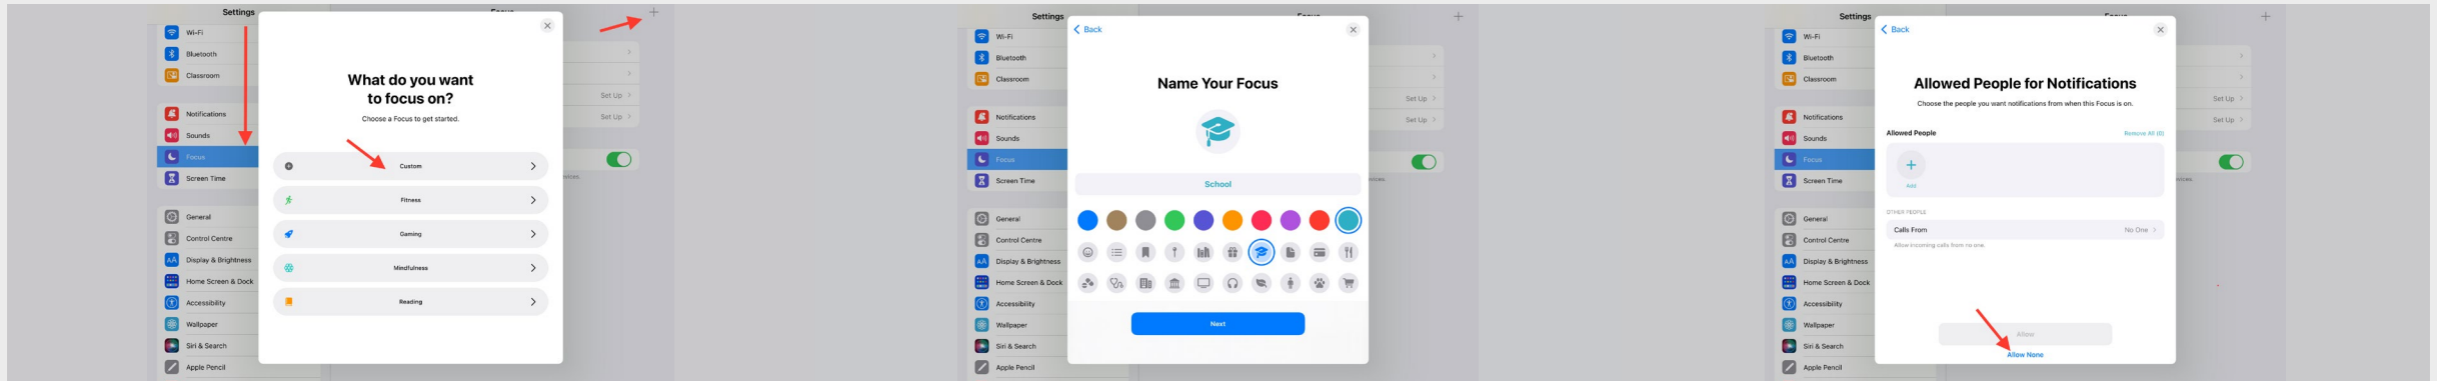 Settings
Wi-Fi
Bluetooth
Classroom
Notifications
Sounds
Focus
Screen Time
General
Control Centre
Display & Brightness
Home Screen & Dock
Accessibility
Wallpaper
Siri & Search
Apple Pencil
Set Up
Set Up
What do you want
to focus on?
Choose a Focus to get started.
Custom
Fitness
Gaming
Mindfulness
Reading
Settings
Wi-Fi
Bluetooth
Classroom
Notifications
Sounds
Focus
Screen Time
General
Control Centre
Display & Brightness
Home Screen & Dock
Accessibility
Wallpaper
Siri & Search
Apple Pencil
Set Up
Set Up
Back
Name Your Focus
School
Next
Settings
Wi-Fi
Bluetooth
Classroom
Notifications
Sounds
Focus
Screen Time
General
Control Centre
Display & Brightness
Home Screen & Dock
Accessibility
Wallpaper
Siri & Search
Apple Pencil
Set Up
Set Up
Back
Allowed People for Notifications
Choose the people you want notifications from when this Focus is on.
Allowed People
Remove All (0)
Add
OTHER PEOPLE
Calls From
No One
Allow incoming calls from no one.
Allow
Allow None